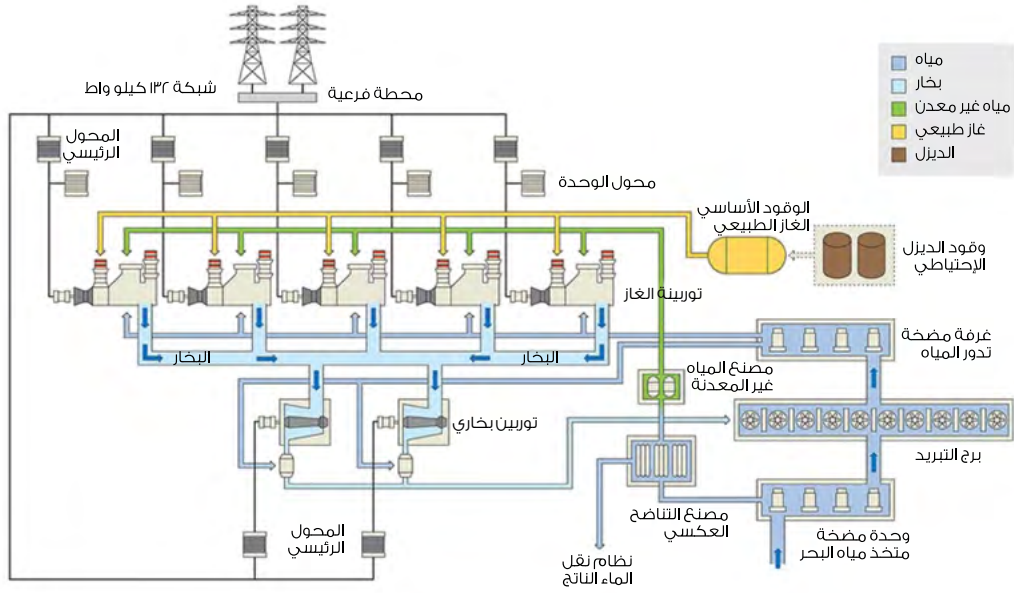 شبكة ١٣٢ كيلو واط
محطة فرعية
مياه
بخار
مياه غير معدن
غاز طبيعي
الديزل
المحول
الرئيسي
محول الوحدة
الوقود الأساسي
الغاز الطبيعي
وقود الديزل
الإحتياطي
توربينة الغاز
البخار
البخار
غرفة مضخة
تدور المياه
مصنع المياه
غير المعدنة
توربين بخاري
برج التبريد
مصنع التناضح
العكسي
وحدة مضخة
متخذ مياه البحر
المحول
الرئيسي
نظام نقل
الماء الناتج